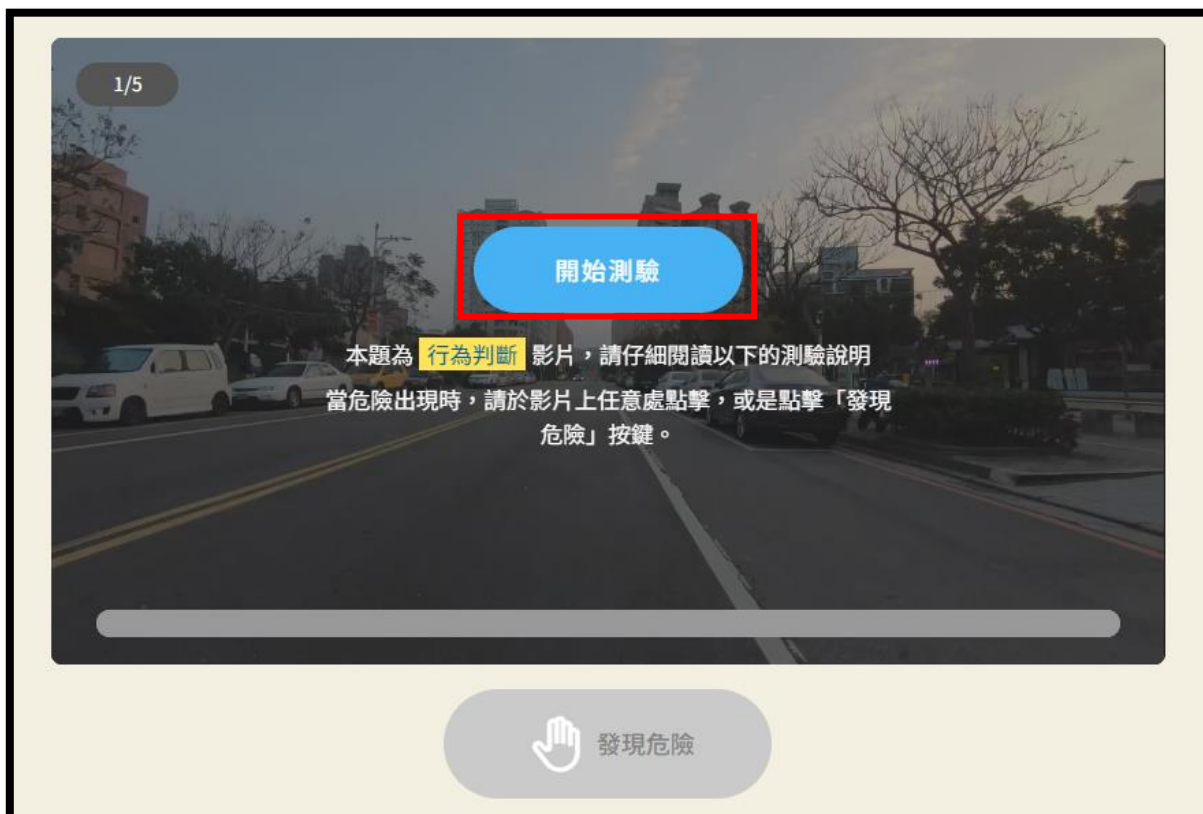 1/5
開始測驗
本題為 行為判斷 影片，請仔細閱讀以下的測驗說明
當危險出現時，請於影片上任意處點擊，或是點擊「發現
危險」按鍵。
發現危險